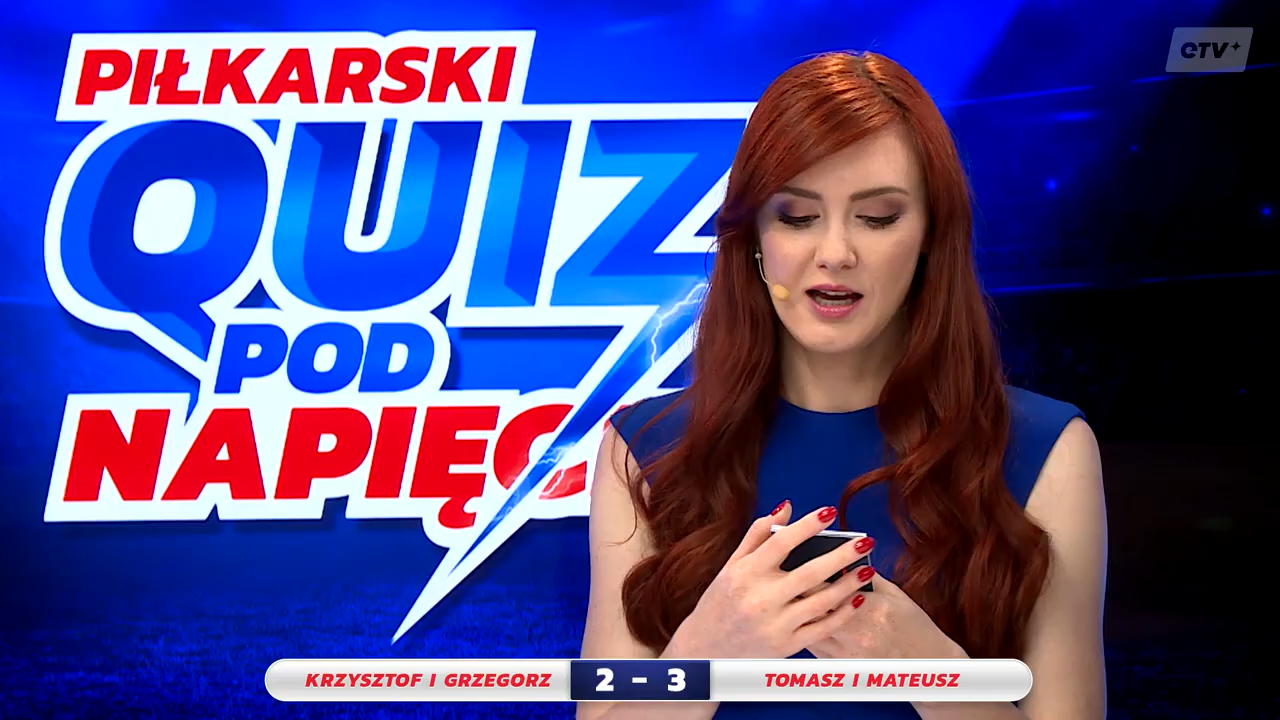 PIŁKARSKI
eTV+
QUIZ
POD
NAPIĘC
KRZYSZTOF I GRZEGORZ 2 - 3 TOMASZ I MATEUSZ